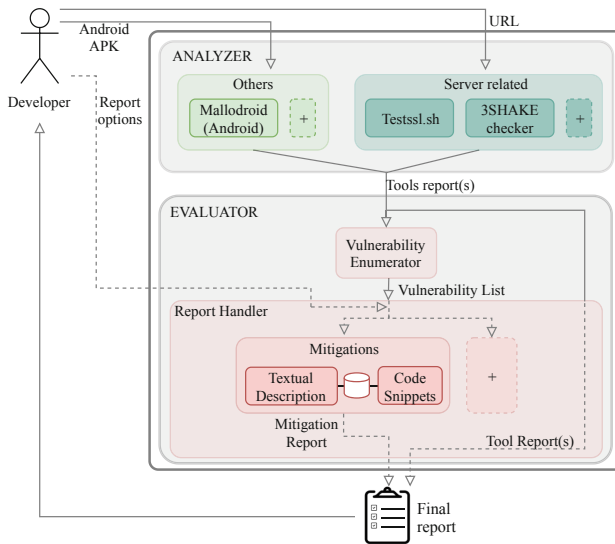 Android
APK
URL
Developer
Report
options
ANALYZER
Others
Mallodroid
(Android)
+
Server related
Testssl.sh
3SHAKE
checker
+
Tools report(s)
EVALUATOR
Vulnerability
Enumerator
Vulnerability List
Report Handler
Mitigations
Textual
Description
Code
Snippets
+
Mitigation
Report
Tool Report(s)
Final
report